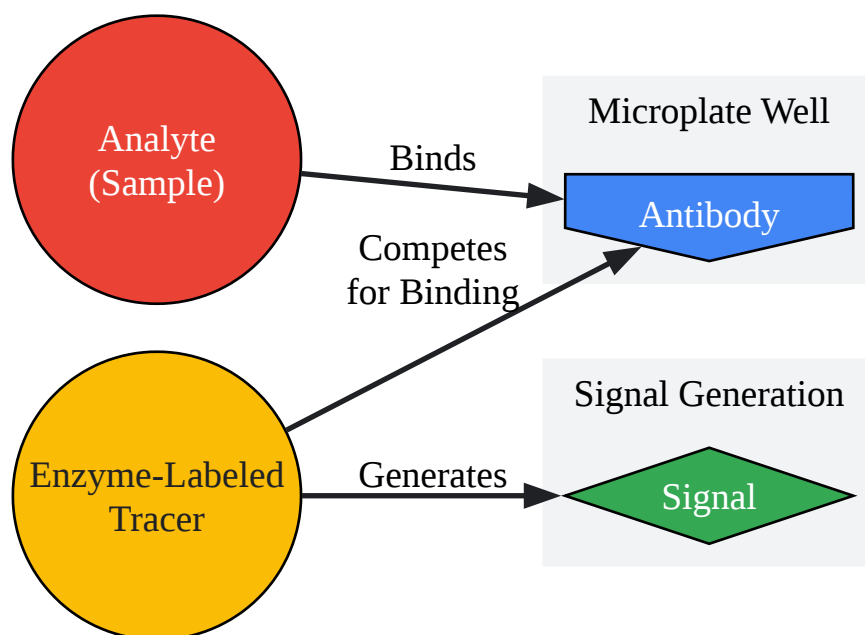 Analyte
(Sample)
Binds
Microplate Well
Antibody
Competes
for Binding
Enzyme-Labeled
Tracer
Generates
Signal Generation
Signal